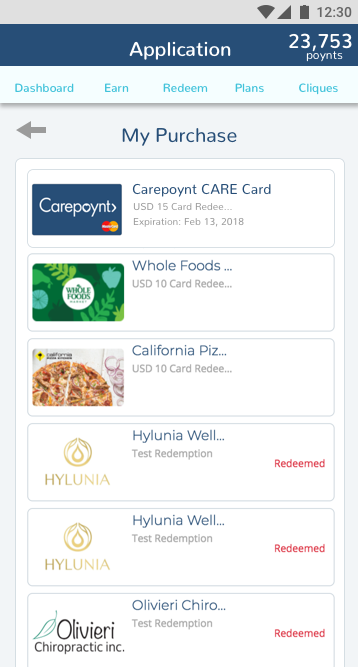 12:30
Application
23,753
poynts
Dashboard Earn Redeem Plans Cliques
My Purchase
Carepoynt
MasterCard
Carepoynt CARE Card
USD 15 Card Redee...
Expiration: Feb 13, 2018
WHOLE
FOODS
MARKET
Whole Foods ...
USD 10 Card Redee...
california
PIZZA KITCHEN
California Piz...
USD 10 Card Redee...
HYLUNIA
Hylunia Well...
Test Redemption
Redeemed
HYLUNIA
Hylunia Well...
Test Redemption
Redeemed
Olivieri
Chiropractic inc.
Olivieri Chiro...
Test Redemption
Redeemed